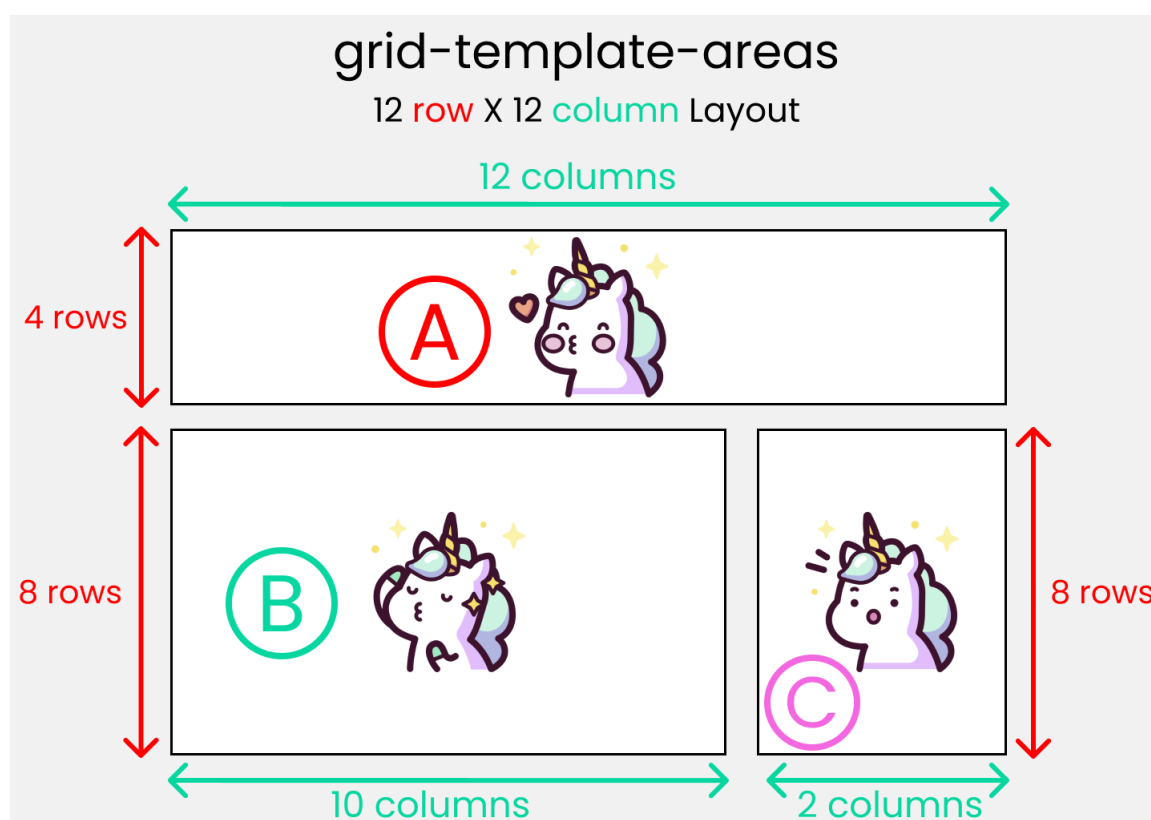 grid-template-areas
12 row X 12 column Layout
12 columns
4 rows
A
8 rows
B
C
8 rows
10 columns
2 columns